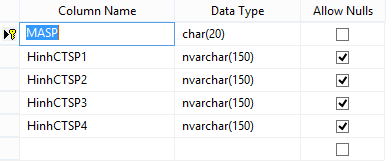 Column Name Data Type Allow Nulls
MASP char(20)
HinhCTSP1 nvarchar(150)
HinhCTSP2 nvarchar(150)
HinhCTSP3 nvarchar(150)
HinhCTSP4 nvarchar(150)